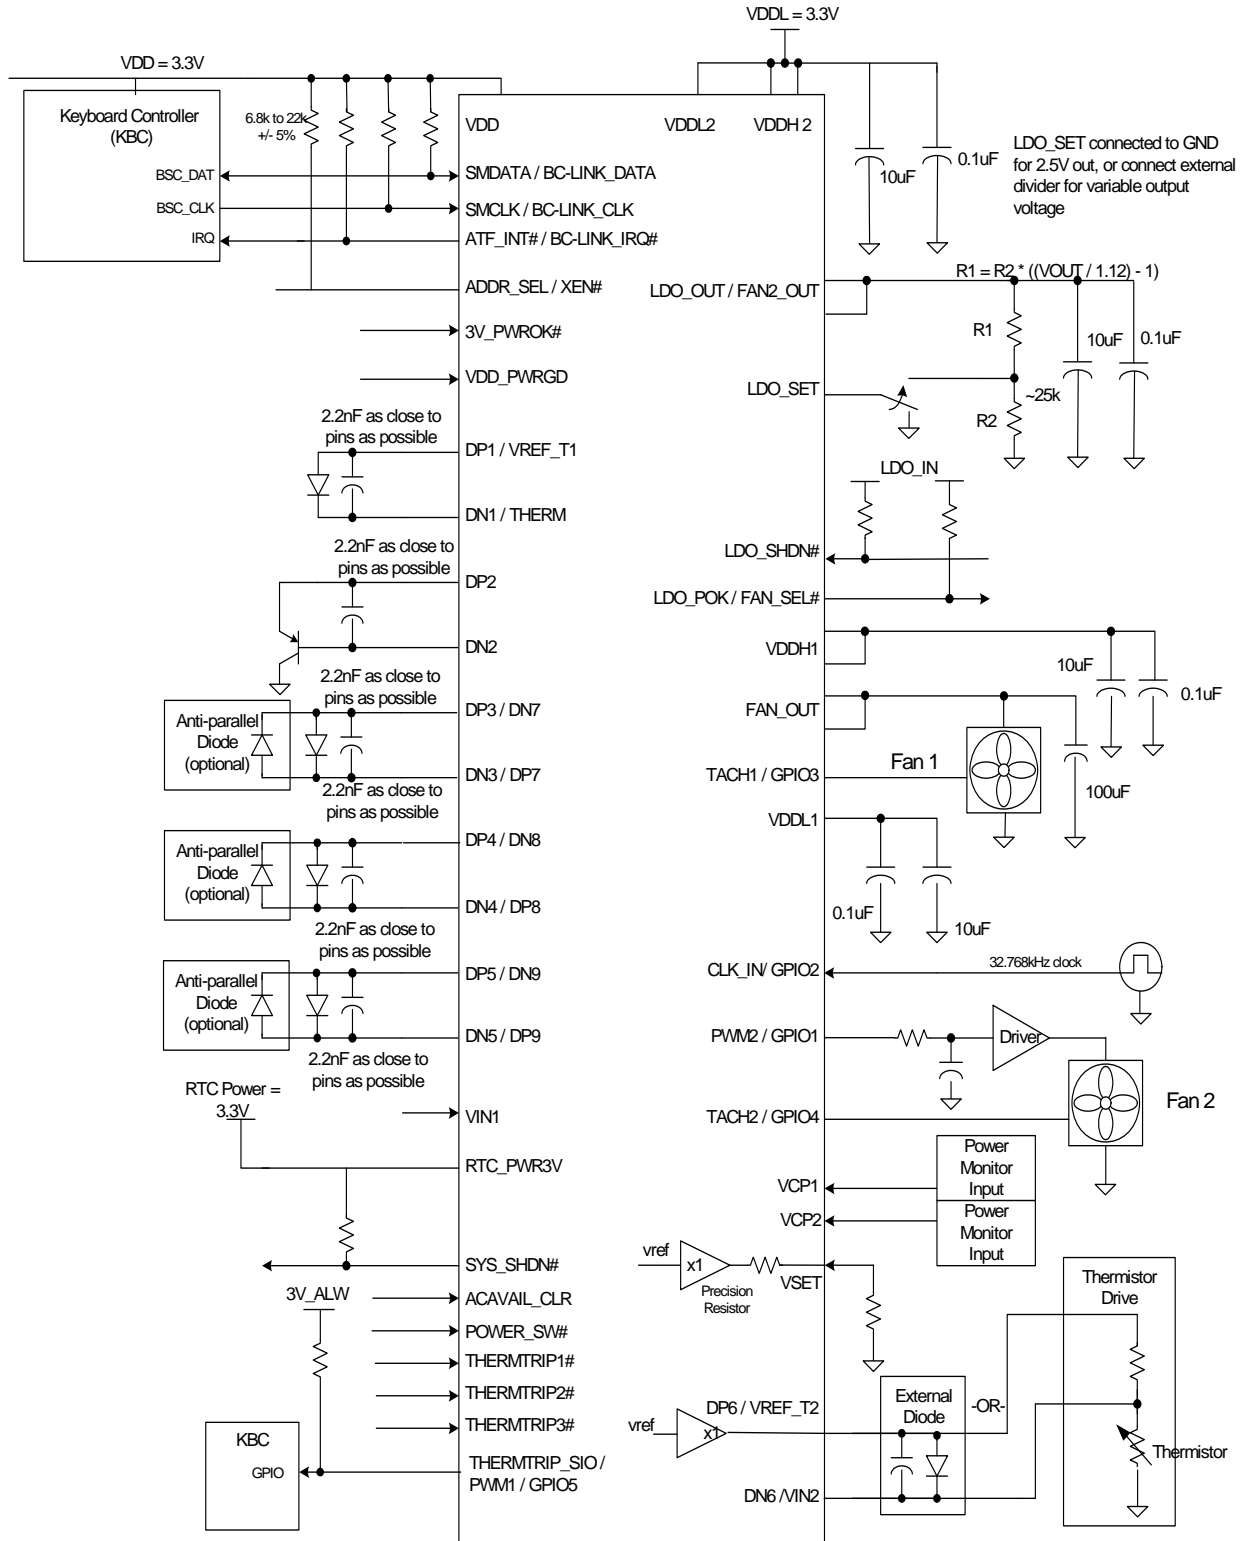 VDDL = 3.3V
VDD = 3.3V
Keyboard Controller
(KBC)
6.8k to 22k
+/- 5%
VDD
VDDL2
VDDH2
10uF
0.1uF
LDO_SET connected to GND
for 2.5V out, or connect external
divider for variable output
voltage
BSC_DAT
SMDATA / BC-LINK_DATA
BSC_CLK
SMCLK / BC-LINK_CLK
IRQ
ATF_INT# / BC-LINK_IRQ#
R1 = R2 * ((VOUT / 1.12) - 1)
ADDR_SEL / XEN#
LDO_OUT / FAN2_OUT
3V_PWROK#
R1
10uF
0.1uF
VDD_PWRGD
LDO_SET
~25k
R2
2.2nF as close to
pins as possible
DP1 / VREF_T1
LDO_IN
DN1 / THERM
2.2nF as close to
pins as possible
LDO_SHDN#
DP2
LDO_POK / FAN_SEL#
DN2
VDDH1
2.2nF as close to
pins as possible
10uF
0.1uF
Anti-parallel
Diode
(optional)
DP3 / DN7
FAN_OUT
DN3 / DP7
TACH1 / GPIO3
Fan 1
100uF
2.2nF as close to
pins as possible
VDDL1
Anti-parallel
Diode
(optional)
DP4 / DN8
DN4 / DP8
0.1uF
10uF
2.2nF as close to
pins as possible
Anti-parallel
Diode
(optional)
DP5 / DN9
CLK_IN/ GPIO2
32.768kHz clock
DN5 / DP9
PWM2 / GPIO1
Driver
2.2nF as close to
pins as possible
RTC Power =
3.3V
VIN1
TACH2 / GPIO4
Fan 2
RTC_PWR3V
Power
Monitor
Input
VCP1
Power
Monitor
Input
VCP2
SYS_SHDN#
vref
x1
Precision
Resistor
VSET
Thermistor
Drive
3V_ALW
ACAVAIL_CLR
POWER_SW#
THERMTRIP1#
THERMTRIP2#
THERMTRIP3#
DP6 / VREF_T2
External
Diode
-OR-
vref
x1
KBC
GPIO
THERMTRIP_SIO /
PWM1 / GPIO5
Thermistor
DN6 /VIN2